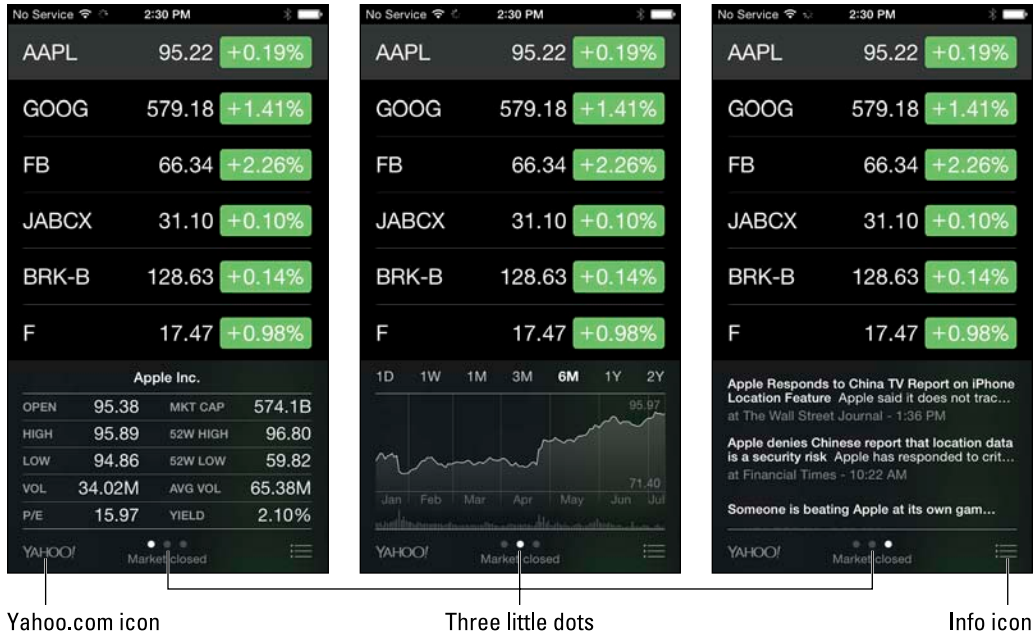 No Service 2:30 PM
AAPL 95.22 +0.19%
GOOG 579.18 +1.41%
FB 66.34 +2.26%
JABCX 31.10 +0.10%
BRK-B 128.63 +0.14%
F 17.47 +0.98%
Apple Inc.
OPEN 95.38 MKT CAP 574.1B
HIGH 95.89 52W HIGH 96.80
LOW 94.86 52W LOW 59.82
VOL 34.02M AVG VOL 65.38M
P/E 15.97 YIELD 2.10%
YAHOO!
Market closed
No Service 2:30 PM
AAPL 95.22 +0.19%
GOOG 579.18 +1.41%
FB 66.34 +2.26%
JABCX 31.10 +0.10%
BRK-B 128.63 +0.14%
F 17.47 +0.98%
1D 1W 1M 3M 6M 1Y 2Y
95.97
71.40
Jan Feb Mar Apr May Jun Jul
YAHOO!
Market closed
No Service 2:30 PM
AAPL 95.22 +0.19%
GOOG 579.18 +1.41%
FB 66.34 +2.26%
JABCX 31.10 +0.10%
BRK-B 128.63 +0.14%
F 17.47 +0.98%
Apple Responds to China TV Report on iPhone
Location Feature Apple said it does not trac...
at The Wall Street Journal - 1:36 PM
Apple denies Chinese report that location data
is a security risk Apple has responded to crit...
at Financial Times - 10:22 AM
Someone is beating Apple at its own gam...
YAHOO!
Market closed
Yahoo.com icon
Three little dots
Info icon